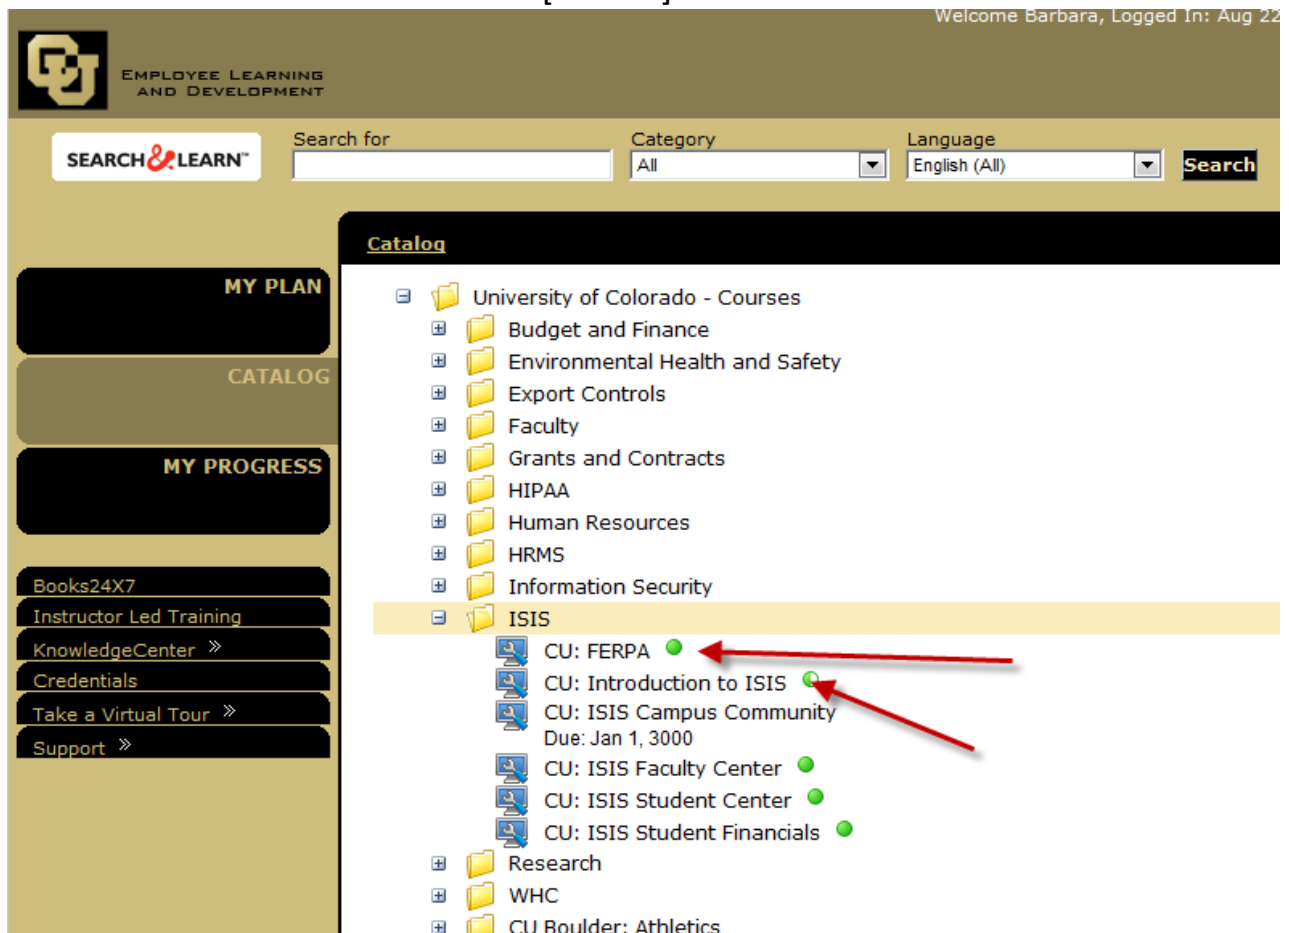 Welcome Barbara, Logged In: Aug 22
CU
EMPLOYEE LEARNING
AND DEVELOPMENT
SEARCH & LEARN™
Search for
Category
Language
All
English (All)
Search
Catalog
MY PLAN
CATALOG
MY PROGRESS
Books24X7
Instructor Led Training
KnowledgeCenter »
Credentials
Take a Virtual Tour »
Support »
University of Colorado - Courses
Budget and Finance
Environmental Health and Safety
Export Controls
Faculty
Grants and Contracts
HIPAA
Human Resources
HRMS
Information Security
ISIS
CU: FERPA
CU: Introduction to ISIS
CU: ISIS Campus Community
Due: Jan 1, 3000
CU: ISIS Faculty Center
CU: ISIS Student Center
CU: ISIS Student Financials
Research
WHC
CU Boulder: Athletics